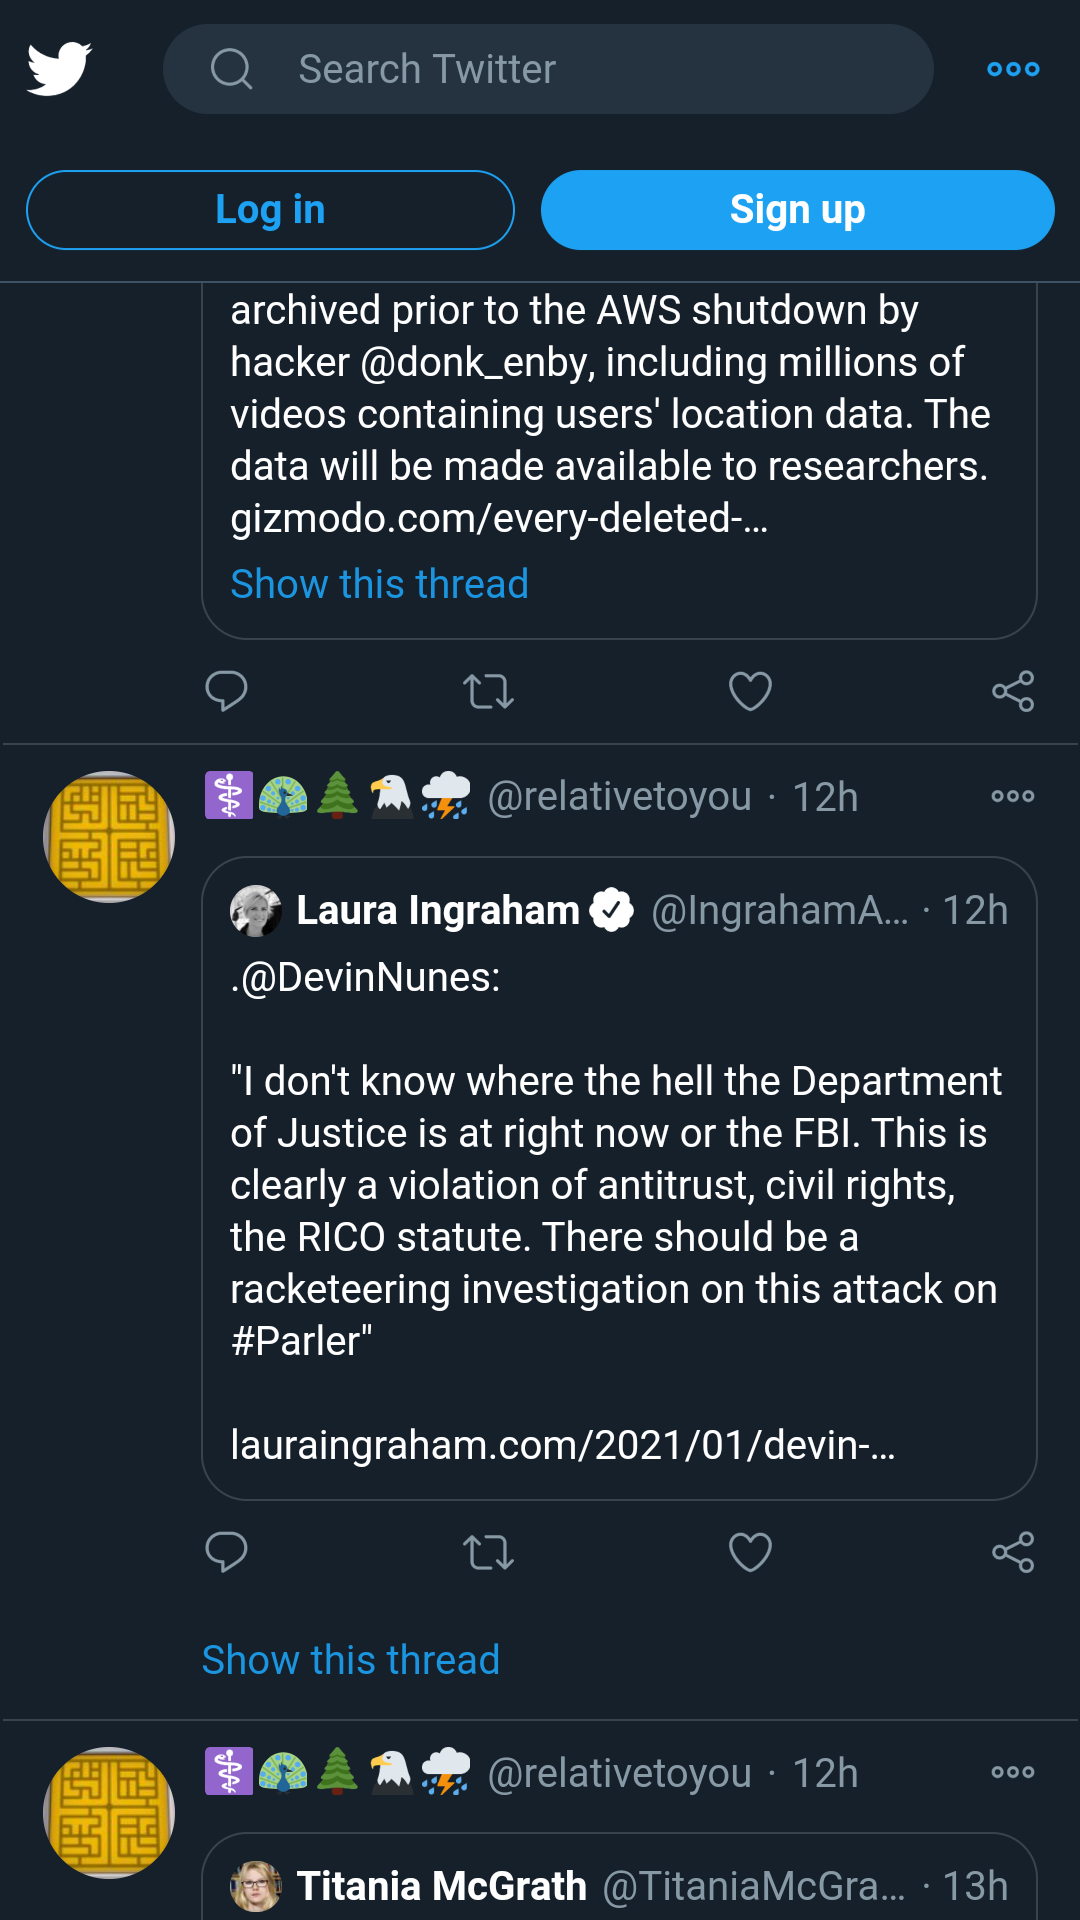 Search Twitter
Log in
Sign up
archived prior to the AWS shutdown by
hacker @donk_enby, including millions of
videos containing users' location data. The
data will be made available to researchers.
gizmodo.com/every-deleted-…
Show this thread
@relativetoyou · 12h
Laura Ingraham @IngrahamA… · 12h
.@DevinNunes:
"I don't know where the hell the Department
of Justice is at right now or the FBI. This is
clearly a violation of antitrust, civil rights,
the RICO statute. There should be a
racketeering investigation on this attack on
#Parler"
lauraingraham.com/2021/01/devin-…
Show this thread
@relativetoyou · 12h
Titania McGrath @TitaniaMcGra… · 13h